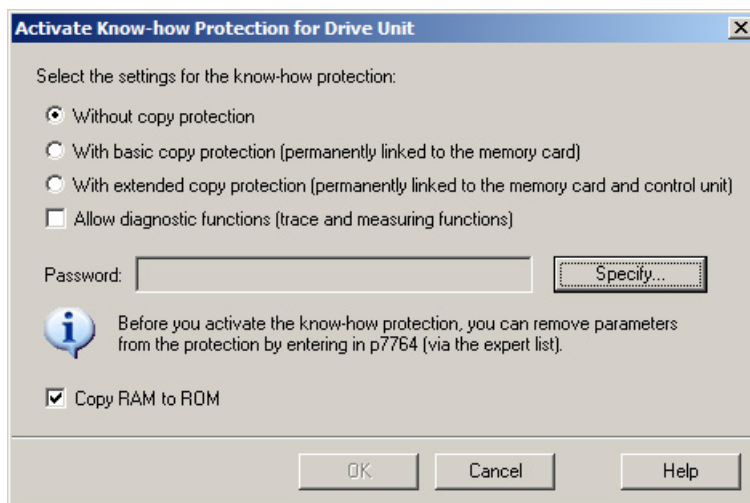 Activate Know-how Protection for Drive Unit
Select the settings for the know-how protection:
Without copy protection
With basic copy protection (permanently linked to the memory card)
With extended copy protection (permanently linked to the memory card and control unit)
Allow diagnostic functions (trace and measuring functions)
Password:
Specify...
Before you activate the know-how protection, you can remove parameters
from the protection by entering in p7764 (via the expert list).
Copy RAM to ROM
OK
Cancel
Help